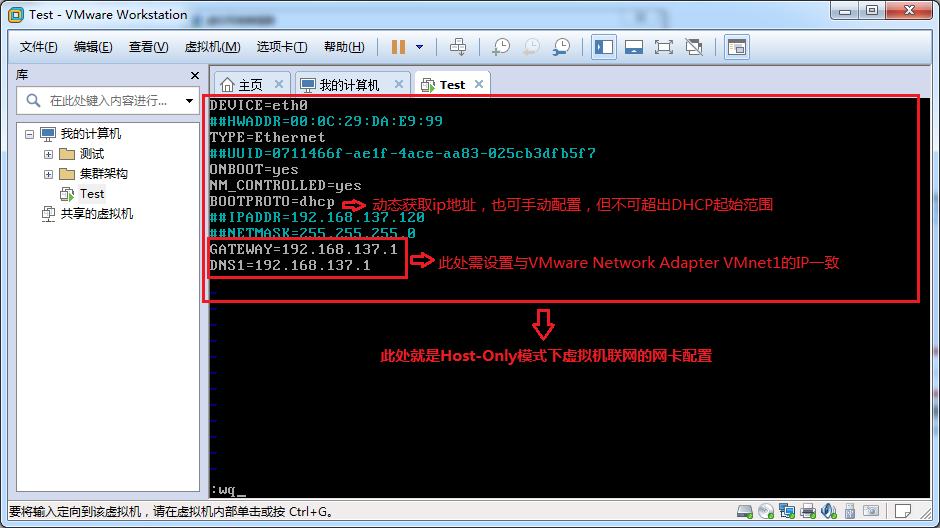 Test - VMware Workstation
文件(F) 编辑(E) 查看(V) 虚拟机(M) 选项卡(T) 帮助(H)
库
在此处键入内容进行...
我的计算机
测试
集群架构
Test
共享的虚拟机
主页 我的计算机 Test
DEVICE=eth0
##HWADDR=00:0C:29:DA:E9:99
TYPE=Ethernet
##UUID=0711466f-ae1f-4ace-aa83-025cb3dfb5f7
ONBOOT=yes
NM_CONTROLLED=yes
BOOTPROTO=dhcp 动态获取ip地址，也可手动配置，但不可超出DHCP起始范围
##IPADDR=192.168.137.120
##NETMASK=255.255.255.0
GATEWAY=192.168.137.1
DNS1=192.168.137.1 此处需设置与VMware Network Adapter VMnet1的IP一致
此处就是Host-Only模式下虚拟机联网的网卡配置
:wq_
要将输入定向到该虚拟机，请在虚拟机内部单击或按 Ctrl+G。